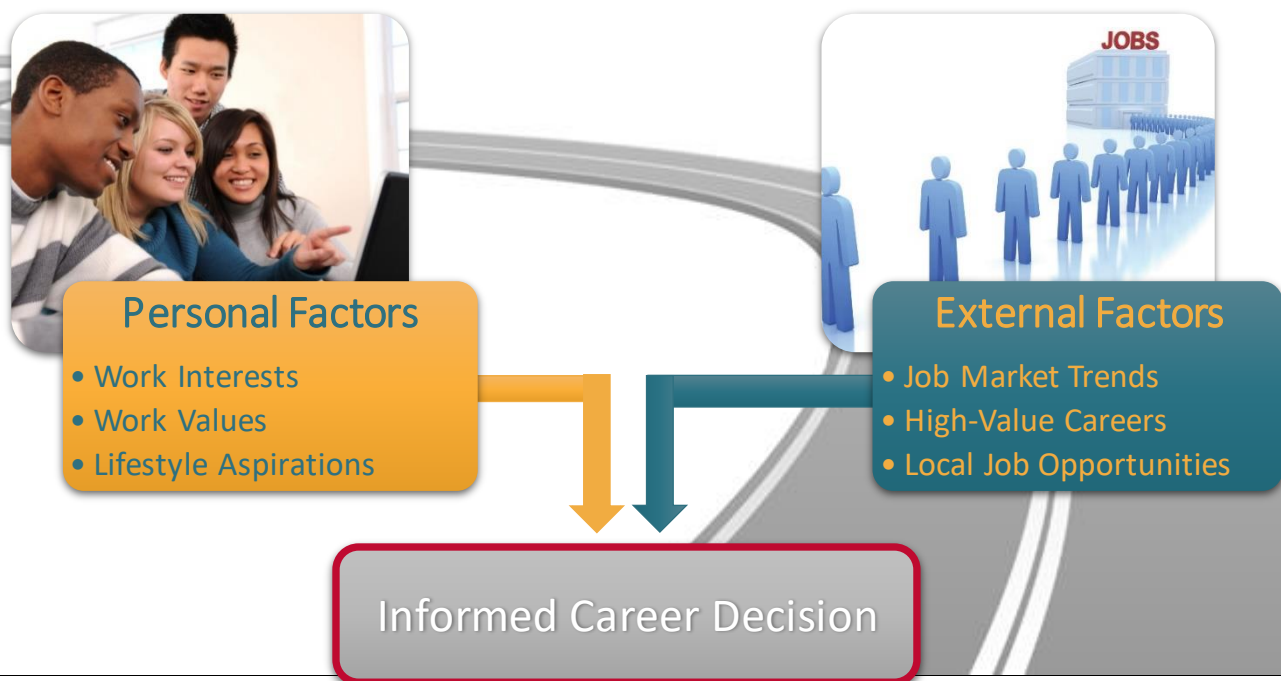 JOBS
Personal Factors
• Work Interests
• Work Values
• Lifestyle Aspirations
External Factors
• Job Market Trends
• High-Value Careers
• Local Job Opportunities
Informed Career Decision